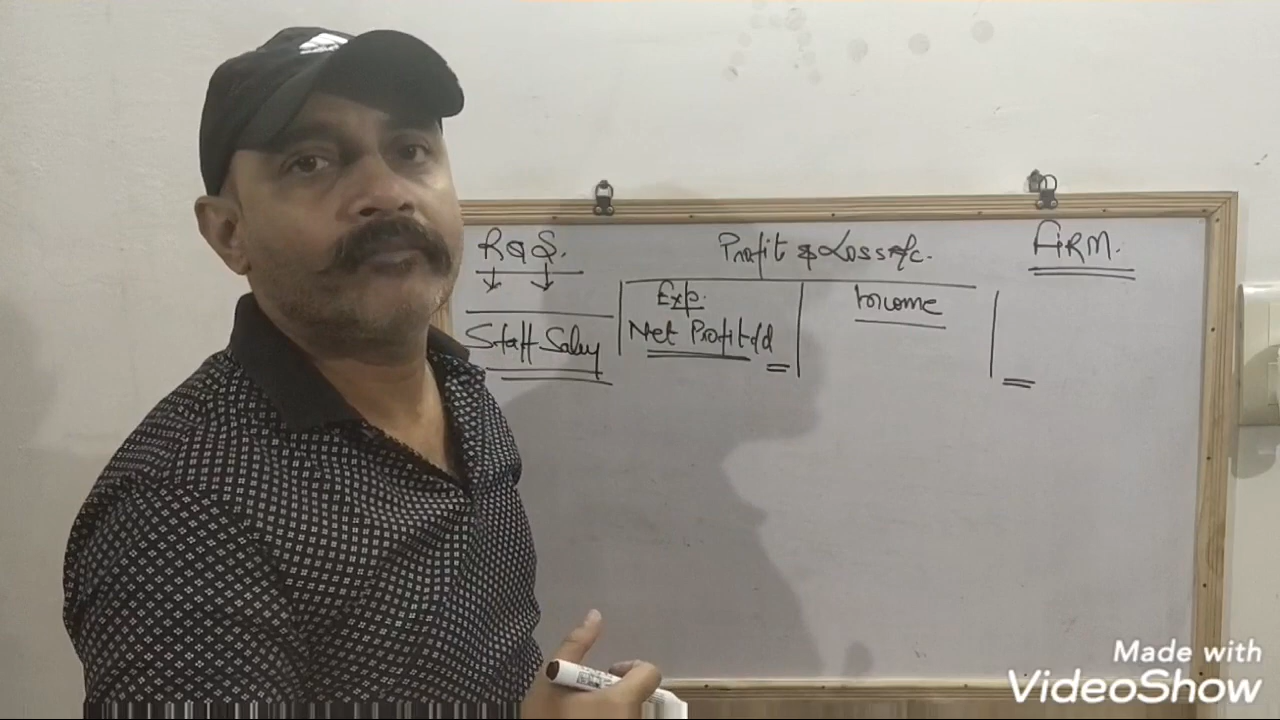 R & S.
Profit & Loss A/c.
FIRM.
Exp.
Income
Staff Salary
Net Profit c/d
Made with
VideoShow